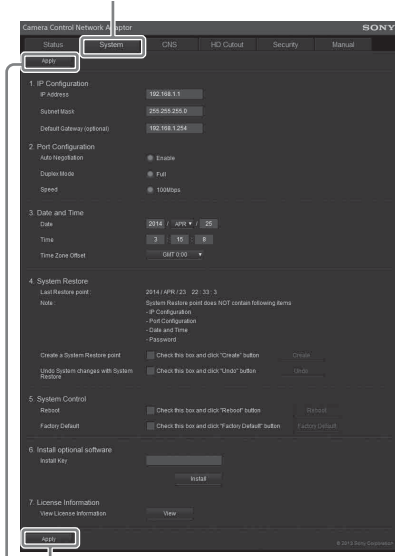 Camera Control Network Adaptor SONY
Status System CNS HD Cutout Security Manual
Apply
1. IP Configuration
IP Address 192.168.1.1
Subnet Mask 255.255.255.0
Default Gateway (optional) 192.168.1.254
2. Port Configuration
Auto Negotiation Enable
Duplex Mode Full
Speed 100Mbps
3. Date and Time
Date 2014 / APR / 25
Time 3 : 15 : 8
Time Zone Offset GMT 0:00
4. System Restore
Last Restore point : 2014 / APR / 23 22 : 33 : 3
Note : System Restore point does NOT contain following items
- IP Configuration
- Port Configuration
- Date and Time
- Password
Create a System Restore point Check this box and click "Create" button Create
Undo System changes with System Restore Check this box and click "Undo" button Undo
5. System Control
Reboot Check this box and click "Reboot" button Reboot
Factory Default Check this box and click "Factory Default" button Factory Default
6. Install optional software
Install Key
Install
7. License Information
View License Information View
Apply
© 2013 Sony Corporation